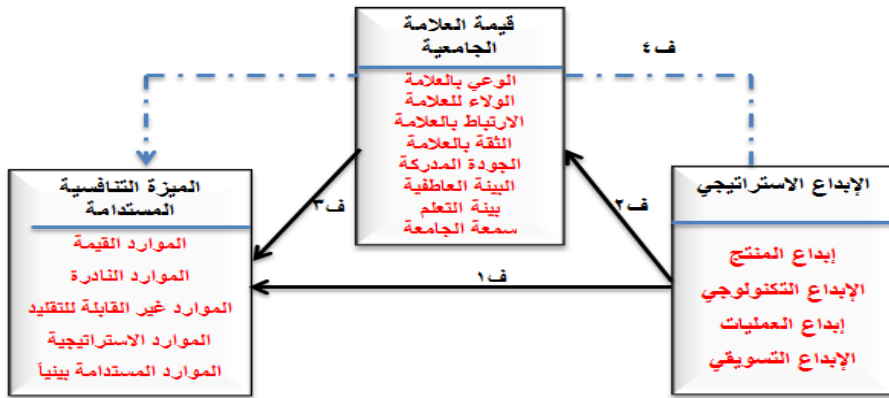 قيمة العلامة
الجامعية
الوعي بالعلامة
الولاء للعلامة
الارتباط بالعلامة
الثقة بالعلامة
الجودة المدركة
البيئة العاطفية
بيئة التعلم
سمعة الجامعة
ف٤
الإبداع الاستراتيجي
إبداع المنتج
الإبداع التكنولوجي
إبداع العمليات
الإبداع التسويقي
ف٢
ف٣
ف١
الميزة التنافسية
المستدامة
الموارد القيمة
الموارد النادرة
الموارد غير القابلة للتقليد
الموارد الاستراتيجية
الموارد المستدامة بيئياً